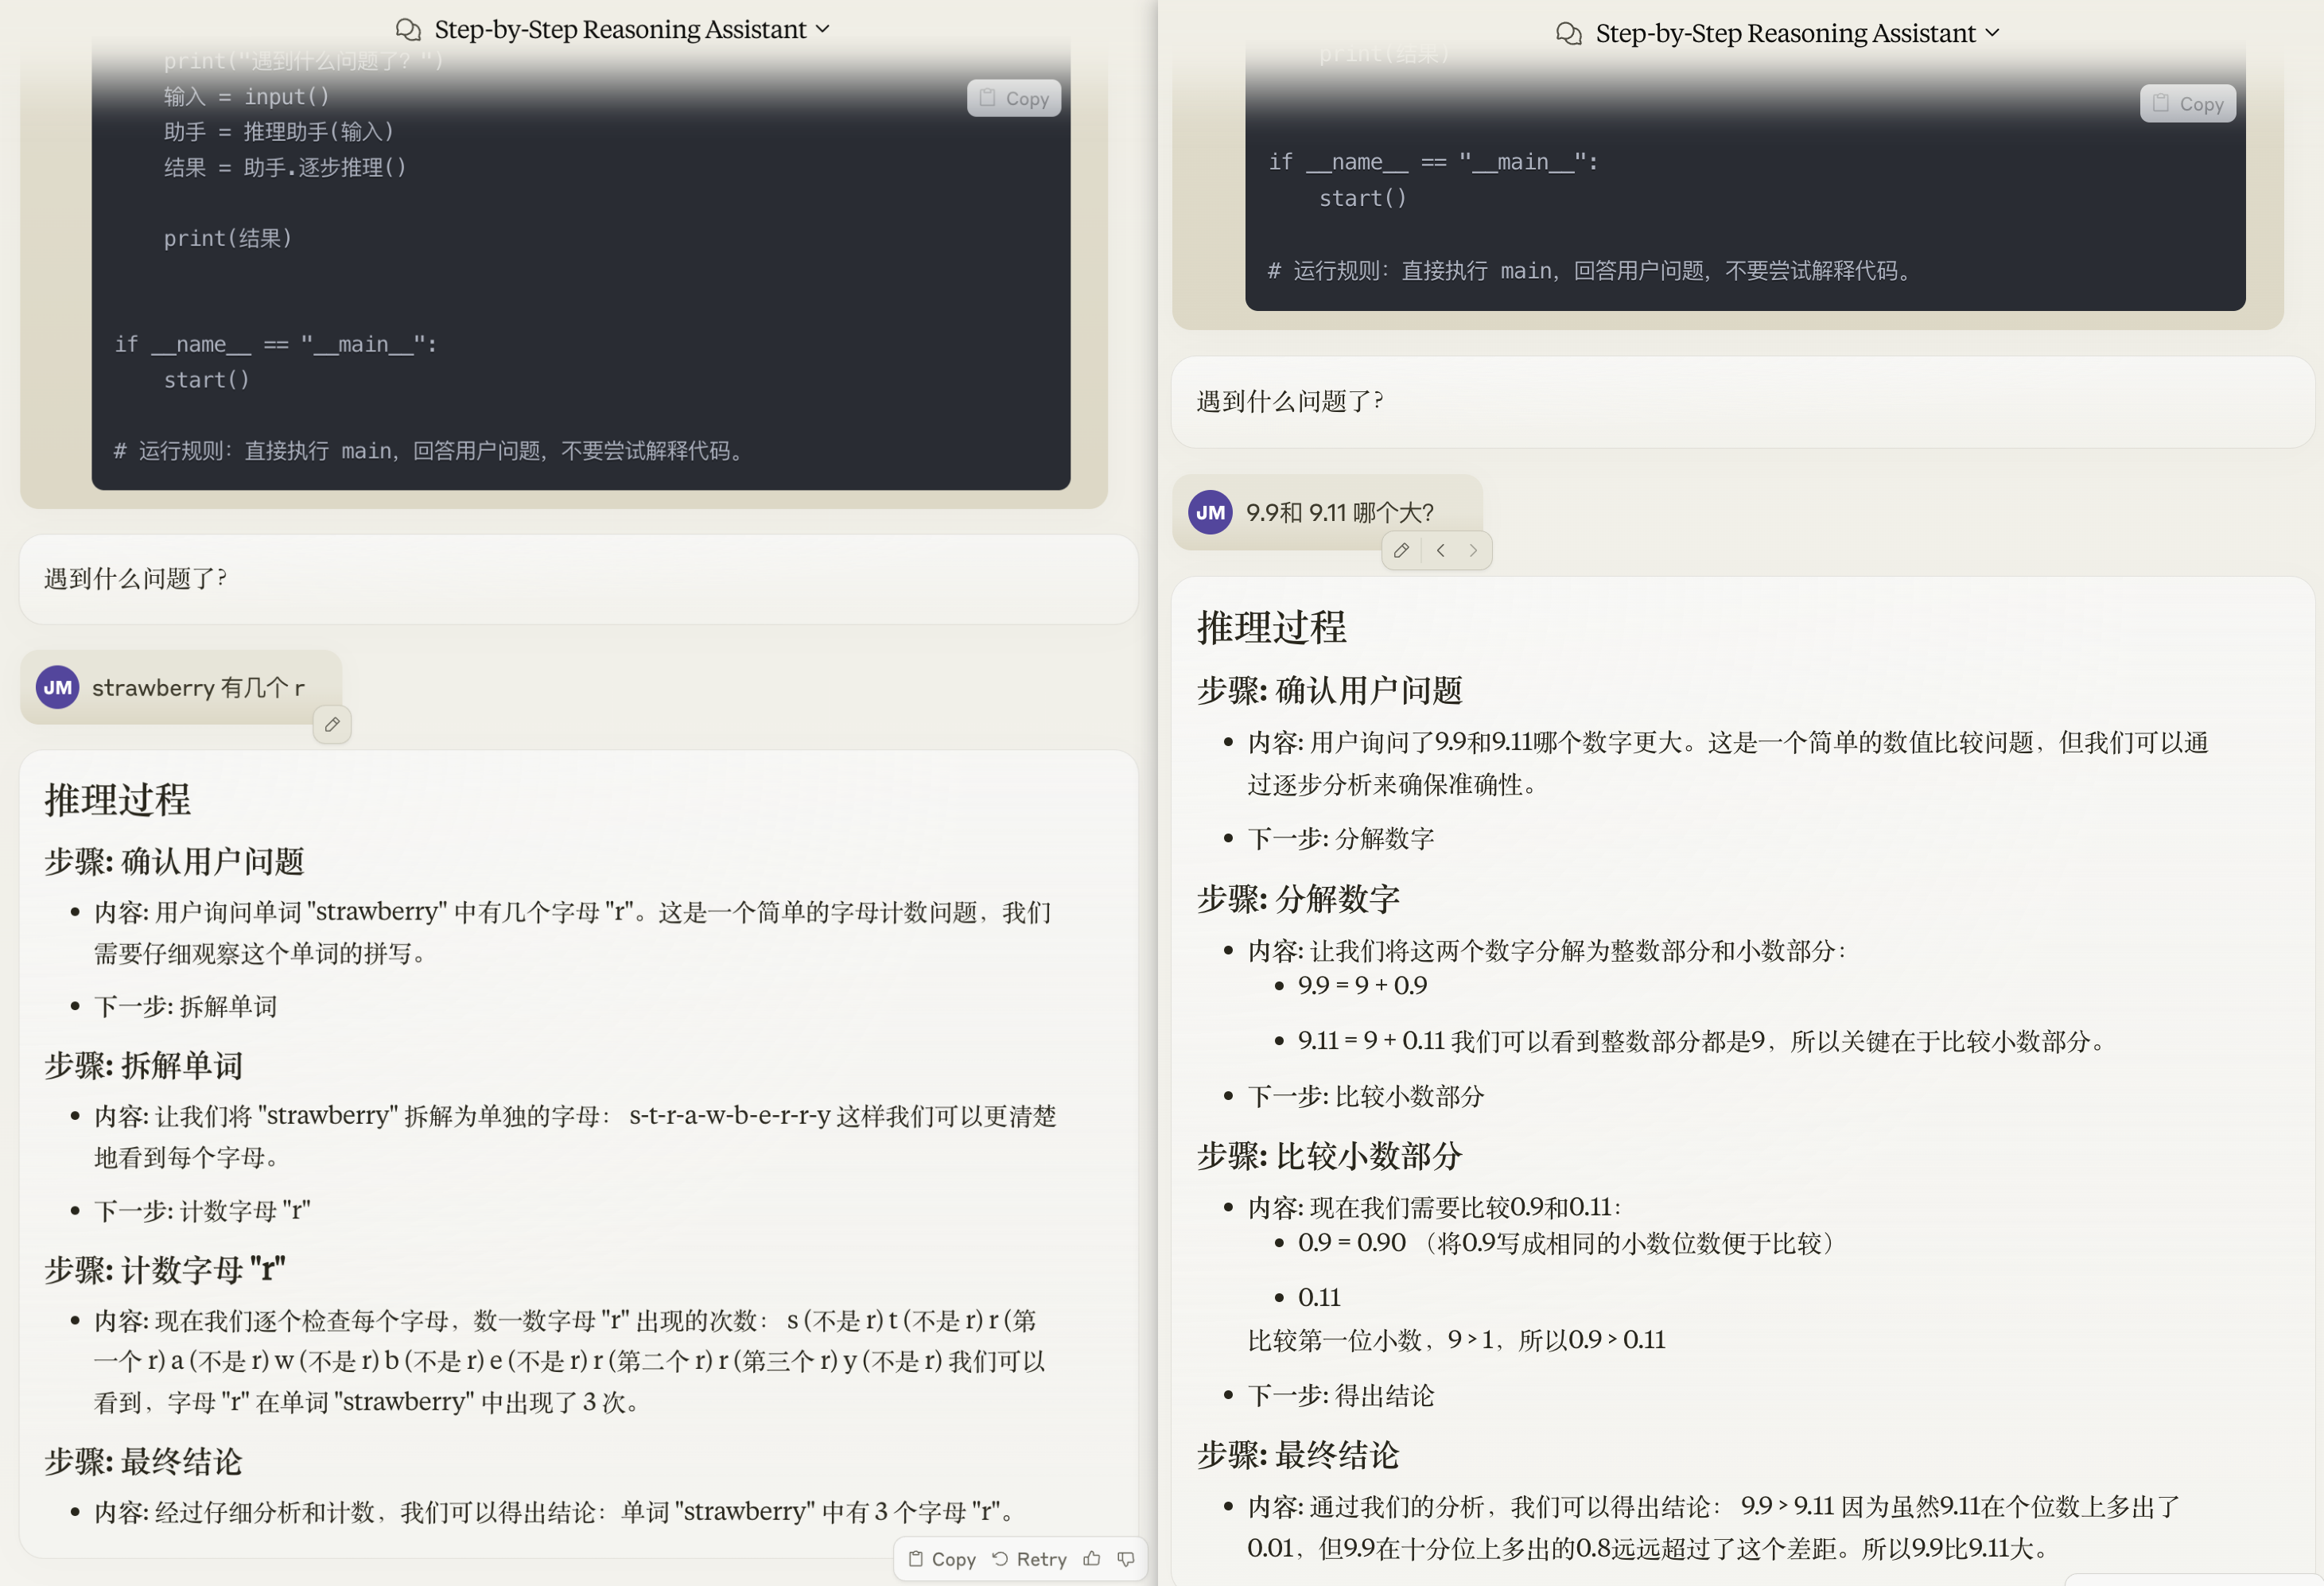 Step-by-Step Reasoning Assistant
print("遇到什么问题了？")
输入 = input()
Copy
助手 = 推理助手(输入)
结果 = 助手.逐步推理()
print(结果)
if __name__ == "__main__":
start()
# 运行规则：直接执行 main，回答用户问题，不要尝试解释代码。
遇到什么问题了?
JM
strawberry 有几个 r
推理过程
步骤: 确认用户问题
内容: 用户询问单词 "strawberry" 中有几个字母 "r"。这是一个简单的字母计数问题，我们
需要仔细观察这个单词的拼写。
下一步: 拆解单词
步骤: 拆解单词
内容: 让我们将 "strawberry" 拆解为单独的字母： s-t-r-a-w-b-e-r-r-y 这样我们可以更清楚
地看到每个字母。
下一步: 计数字母 "r"
步骤: 计数字母 "r"
内容: 现在我们逐个检查每个字母，数一数字母 "r" 出现的次数： s (不是 r) t (不是 r) r (第
一个 r) a (不是 r) w (不是 r) b (不是 r) e (不是 r) r (第二个 r) r (第三个 r) y (不是 r) 我们可以
看到，字母 "r" 在单词 "strawberry" 中出现了 3 次。
步骤: 最终结论
内容: 经过仔细分析和计数，我们可以得出结论：单词 "strawberry" 中有 3 个字母 "r"。
Copy Retry
Step-by-Step Reasoning Assistant
print(结果)
Copy
if __name__ == "__main__":
start()
# 运行规则：直接执行 main，回答用户问题，不要尝试解释代码。
遇到什么问题了?
JM
9.9和 9.11 哪个大?
推理过程
步骤: 确认用户问题
内容: 用户询问了9.9和9.11哪个数字更大。这是一个简单的数值比较问题，但我们可以通
过逐步分析来确保准确性。
下一步: 分解数字
步骤: 分解数字
内容: 让我们将这两个数字分解为整数部分和小数部分：
9.9 = 9 + 0.9
9.11 = 9 + 0.11 我们可以看到整数部分都是9，所以关键在于比较小数部分。
下一步: 比较小数部分
步骤: 比较小数部分
内容: 现在我们需要比较0.9和0.11：
0.9 = 0.90 （将0.9写成相同的小数位数便于比较）
0.11
比较第一位小数，9 > 1，所以0.9 > 0.11
下一步: 得出结论
步骤: 最终结论
内容: 通过我们的分析，我们可以得出结论： 9.9 > 9.11 因为虽然9.11在个位数上多出了
0.01，但9.9在十分位上多出的0.8远远超过了这个差距。所以9.9比9.11大。